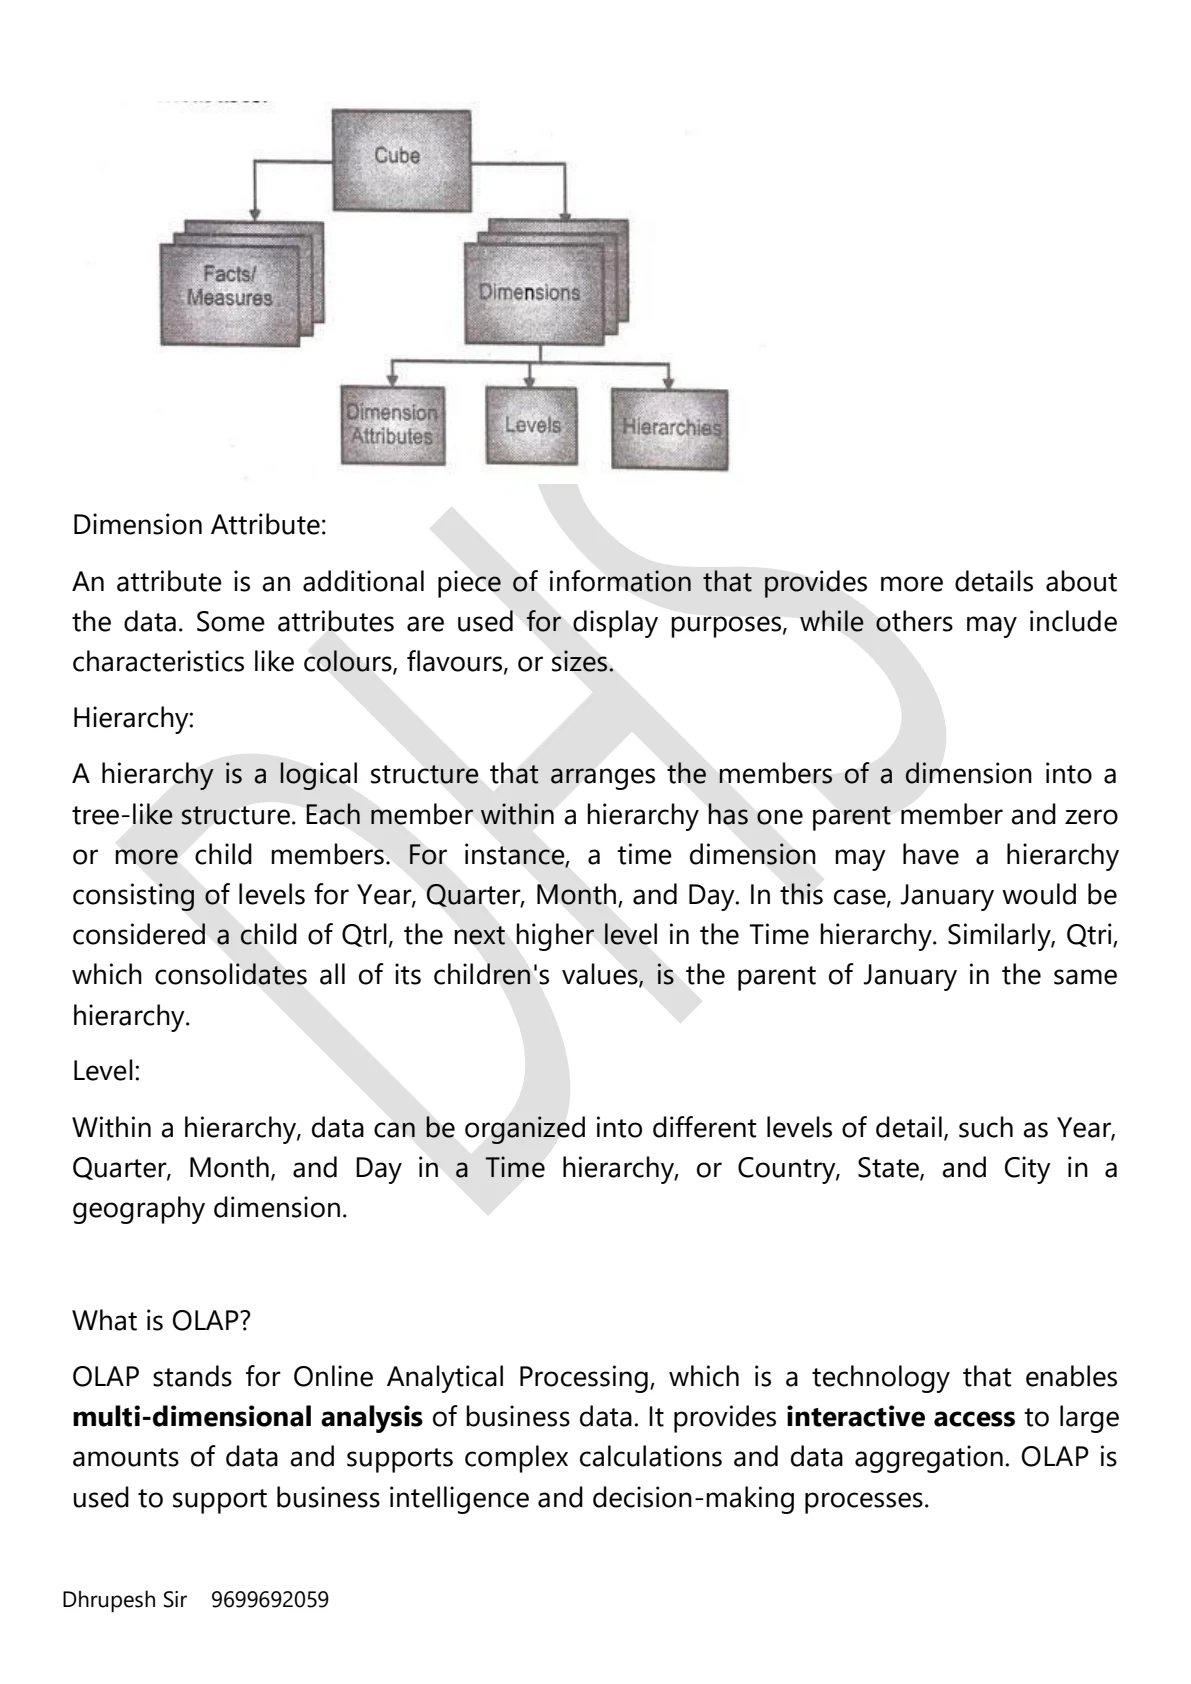 Cube
Facts/
Measures
Dimensions
Dimension
Attributes
Levels
Hierarchies
DHS
Dimension Attribute:
An attribute is an additional piece of information that provides more details about
the data. Some attributes are used for display purposes, while others may include
characteristics like colours, flavours, or sizes.
Hierarchy:
A hierarchy is a logical structure that arranges the members of a dimension into a
tree-like structure. Each member within a hierarchy has one parent member and zero
or more child members. For instance, a time dimension may have a hierarchy
consisting of levels for Year, Quarter, Month, and Day. In this case, January would be
considered a child of Qtrl, the next higher level in the Time hierarchy. Similarly, Qtri,
which consolidates all of its children's values, is the parent of January in the same
hierarchy.
Level:
Within a hierarchy, data can be organized into different levels of detail, such as Year,
Quarter, Month, and Day in a Time hierarchy, or Country, State, and City in a
geography dimension.
What is OLAP?
OLAP stands for Online Analytical Processing, which is a technology that enables
multi-dimensional analysis of business data. It provides interactive access to large
amounts of data and supports complex calculations and data aggregation. OLAP is
used to support business intelligence and decision-making processes.
Dhrupesh Sir 9699692059